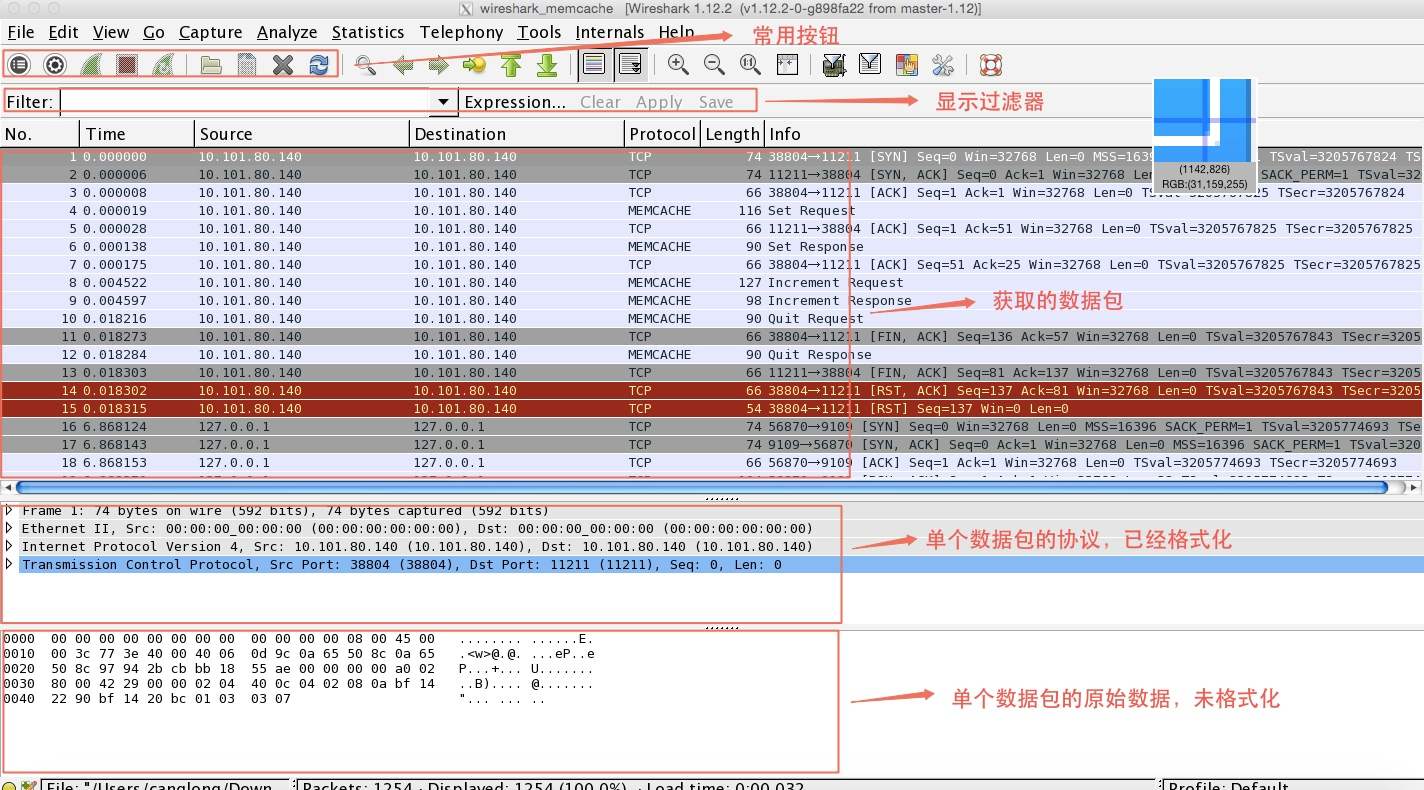 wireshark_memcache [Wireshark 1.12.2 (v1.12.2-0-g898fa22 from master-1.12)]
File Edit View Go Capture Analyze Statistics Telephony Tools Internals Help
常用按钮
Filter: Expression... Clear Apply Save
显示过滤器
No. Time Source Destination Protocol Length Info
1 0.000000 10.101.80.140 10.101.80.140 TCP 74 38804→11211 [SYN] Seq=0 Win=32768 Len=0 TSval=3205767824 TS
2 0.000006 10.101.80.140 10.101.80.140 TCP 74 11211→38804 [SYN, ACK] Seq=0 Ack=1 Win=32768 SACK_PERM=1 TSval=320
(1142,826)
RGB:(31,159,255)
3 0.000008 10.101.80.140 10.101.80.140 TCP 66 38804→11211 [ACK] Seq=1 Ack=1 Win=32768 Len=0 TSval=3205767824 TSecr=3205767824
4 0.000019 10.101.80.140 10.101.80.140 MEMCACHE 116 Set Request
5 0.000028 10.101.80.140 10.101.80.140 TCP 66 11211→38804 [ACK] Seq=1 Ack=51 Win=32768 Len=0 TSval=3205767825 TSecr=3205767825
6 0.000138 10.101.80.140 10.101.80.140 MEMCACHE 90 Set Response
7 0.000175 10.101.80.140 10.101.80.140 TCP 66 38804→11211 [ACK] Seq=51 Ack=25 Win=32768 Len=0 TSval=3205767825 TSecr=3205767825
8 0.004522 10.101.80.140 10.101.80.140 MEMCACHE 127 Increment Request
9 0.004597 10.101.80.140 10.101.80.140 MEMCACHE 98 Increment Response
获取的数据包
10 0.018216 10.101.80.140 10.101.80.140 MEMCACHE 90 Quit Request
11 0.018273 10.101.80.140 10.101.80.140 TCP 66 38804→11211 [FIN, ACK] Seq=136 Ack=57 Win=32768 Len=0 TSval=3205767843 TSecr=3205
12 0.018284 10.101.80.140 10.101.80.140 MEMCACHE 90 Quit Response
13 0.018303 10.101.80.140 10.101.80.140 TCP 66 11211→38804 [FIN, ACK] Seq=81 Ack=137 Win=32768 Len=0 TSval=3205767843 TSecr=3205
14 0.018302 10.101.80.140 10.101.80.140 TCP 66 38804→11211 [RST, ACK] Seq=137 Ack=81 Win=32768 Len=0 TSval=3205767843 TSecr=3205
15 0.018315 10.101.80.140 10.101.80.140 TCP 54 38804→11211 [RST] Seq=137 Win=0 Len=0
16 6.868124 127.0.0.1 127.0.0.1 TCP 74 56870→9109 [SYN] Seq=0 Win=32768 Len=0 MSS=16396 SACK_PERM=1 TSval=3205774693 TSe
17 6.868143 127.0.0.1 127.0.0.1 TCP 74 9109→56870 [SYN, ACK] Seq=0 Ack=1 Win=32768 Len=0 MSS=16396 SACK_PERM=1 TSval=320
18 6.868153 127.0.0.1 127.0.0.1 TCP 66 56870→9109 [ACK] Seq=1 Ack=1 Win=32768 Len=0 TSval=3205774693 TSecr=3205774693
Frame 1: 74 bytes on wire (592 bits), 74 bytes captured (592 bits)
Ethernet II, Src: 00:00:00_00:00:00 (00:00:00:00:00:00), Dst: 00:00:00_00:00:00 (00:00:00:00:00:00)
Internet Protocol Version 4, Src: 10.101.80.140 (10.101.80.140), Dst: 10.101.80.140 (10.101.80.140)
单个数据包的协议，已经格式化
Transmission Control Protocol, Src Port: 38804 (38804), Dst Port: 11211 (11211), Seq: 0, Len: 0
0000 00 00 00 00 00 00 00 00 00 00 00 00 08 00 45 00 ........ ......E.
0010 00 3c 77 3e 40 00 40 06 0d 9c 0a 65 50 8c 0a 65 .<w>@.@. ...eP..e
0020 50 8c 97 94 2b cb bb 18 55 ae 00 00 00 00 a0 02 P...+... U.......
0030 80 00 42 29 00 00 02 04 40 0c 04 02 08 0a bf 14 ..B).... @.......
0040 22 90 bf 14 20 bc 01 03 03 07 "... ... ..
单个数据包的原始数据，未格式化
File: "/Users/canglong/Down... Packets: 1254 · Displayed: 1254 (100.0%) · Load time: 0:00.032 Profile: Default